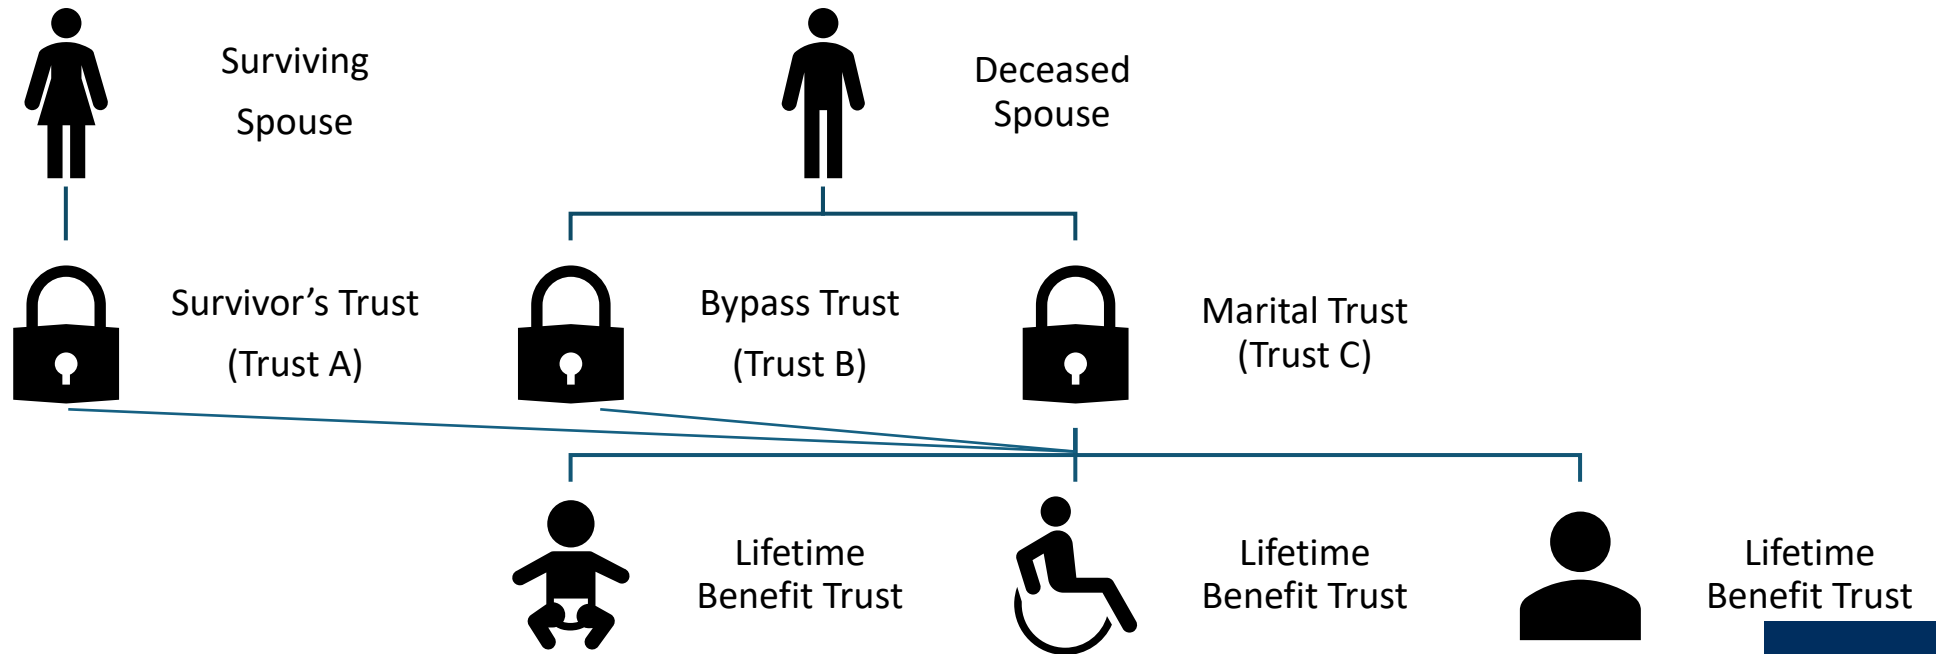 Surviving
Spouse
Deceased
Spouse
Survivor’s Trust
(Trust A)
Bypass Trust
(Trust B)
Marital Trust
(Trust C)
Lifetime
Benefit Trust
Lifetime
Benefit Trust
Lifetime
Benefit Trust